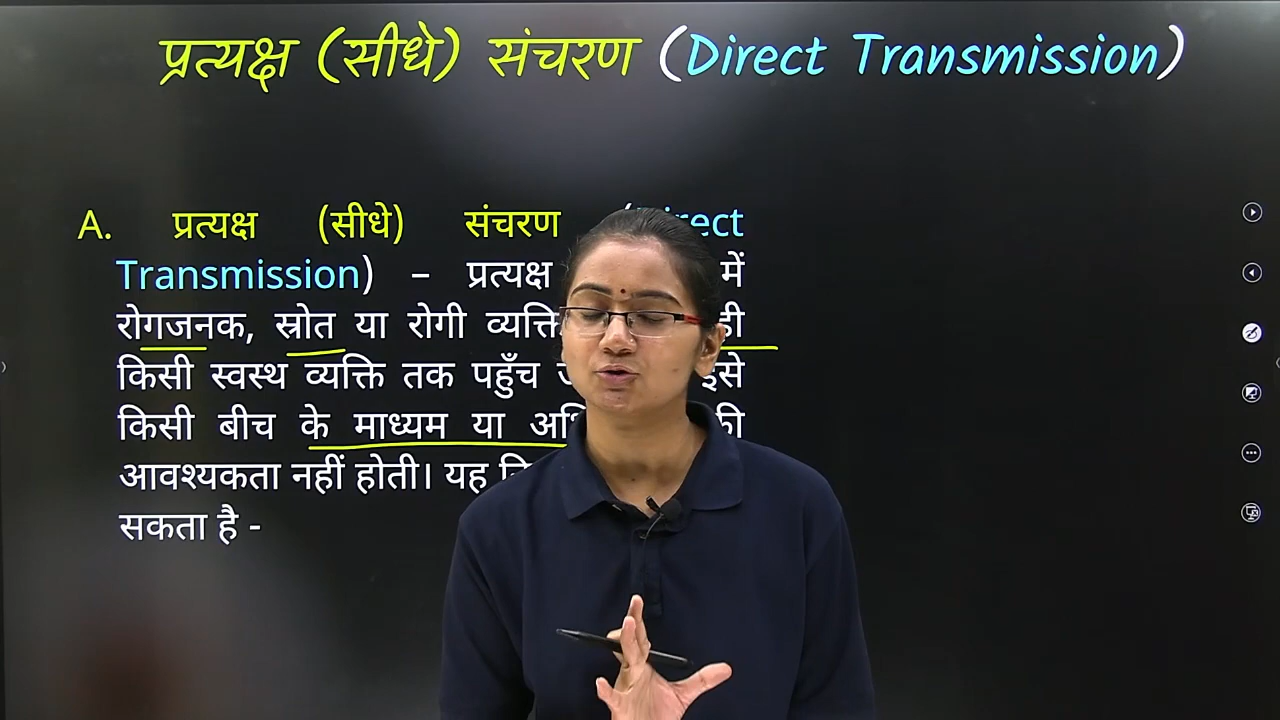 प्रत्यक्ष (सीधे) संचरण (Direct Transmission)
A. प्रत्यक्ष (सीधे) संचरण
Transmission) – प्रत्यक्ष में
रोगजनक, स्रोत या रोगी ही
किसी स्वस्थ व्यक्ति तक पहुँच इसे
किसी बीच के माध्यम या की
आवश्यकता नहीं होती। यह
सकता है -